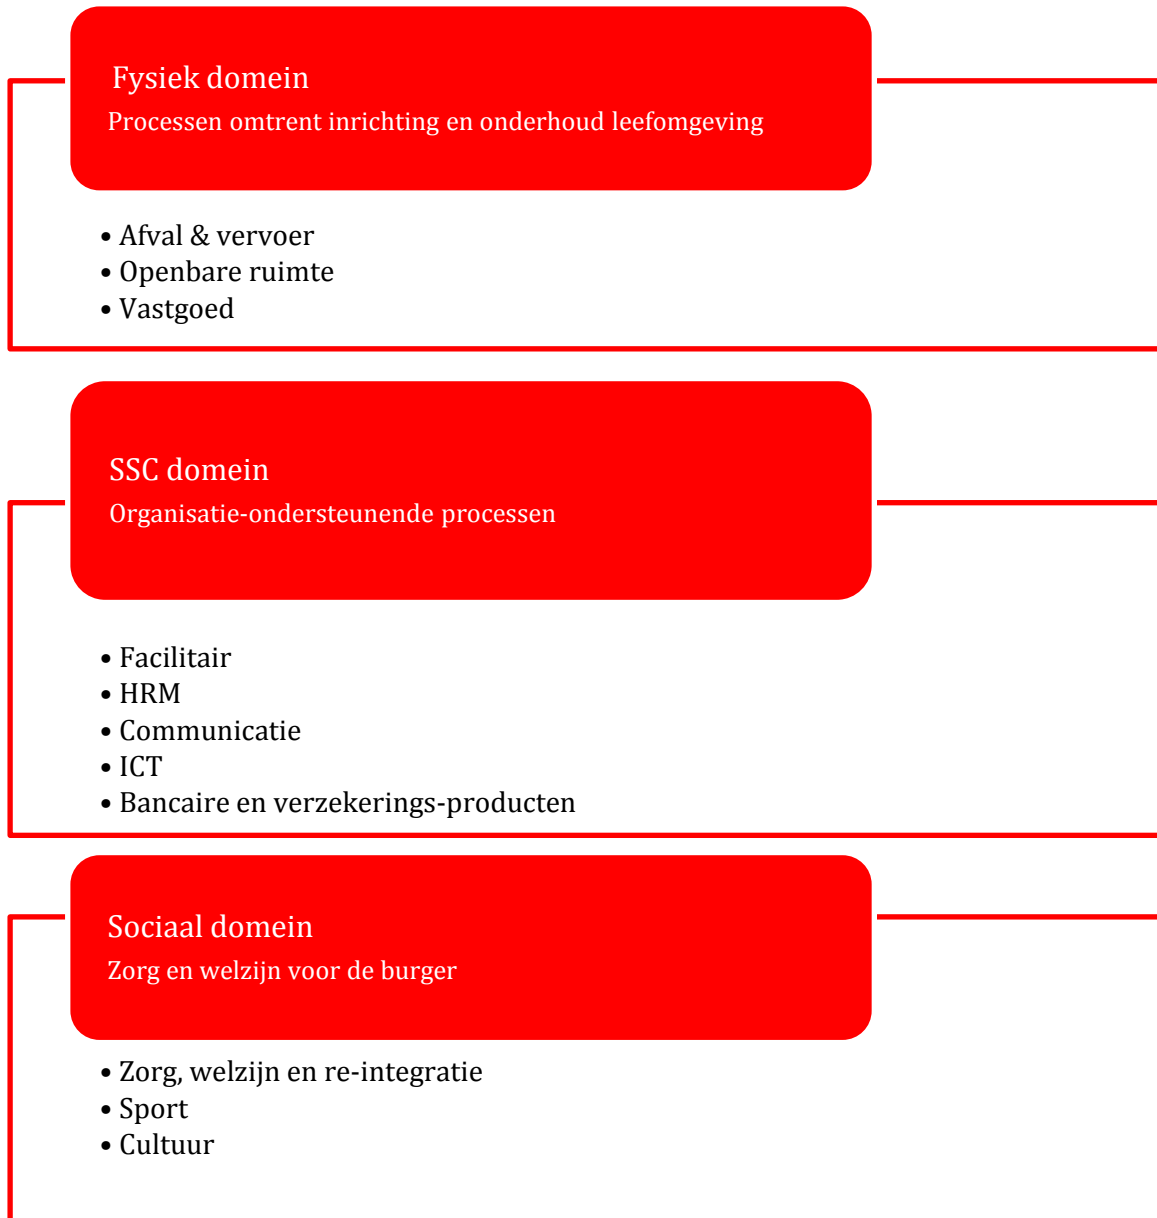 Fysiek domein
Processen omtrent inrichting en onderhoud leefomgeving
• Afval & vervoer
• Openbare ruimte
• Vastgoed
SSC domein
Organisatie-ondersteunende processen
• Facilitair
• HRM
• Communicatie
• ICT
• Bancaire en verzekerings-producten
Sociaal domein
Zorg en welzijn voor de burger
• Zorg, welzijn en re-integratie
• Sport
• Cultuur